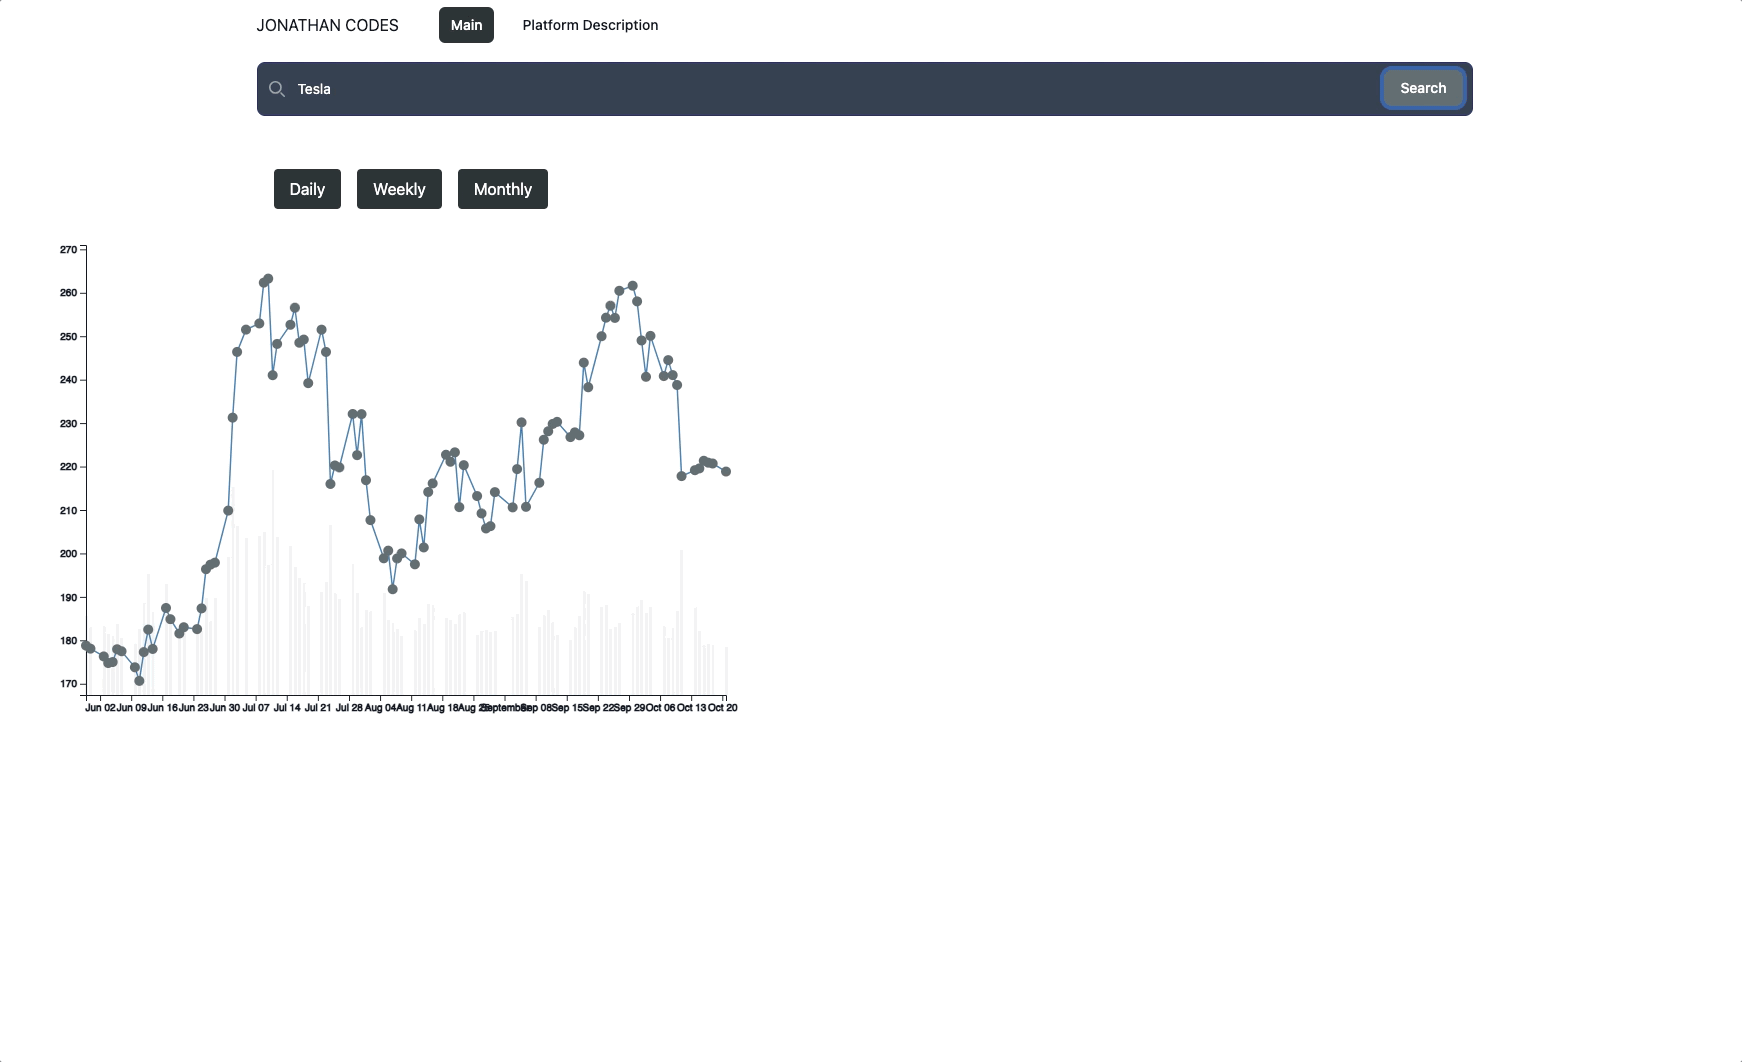 JONATHAN CODES Main Platform Description
Tesla Search
Daily Weekly Monthly
270
260
250
240
230
220
210
200
190
180
170
Jun 02 Jun 09 Jun 16 Jun 23 Jun 30 Jul 07 Jul 14 Jul 21 Jul 28 Aug 04 Aug 11 Aug 18 Aug September Sep 08 Sep 15 Sep 22 Sep 29 Oct 06 Oct 13 Oct 20